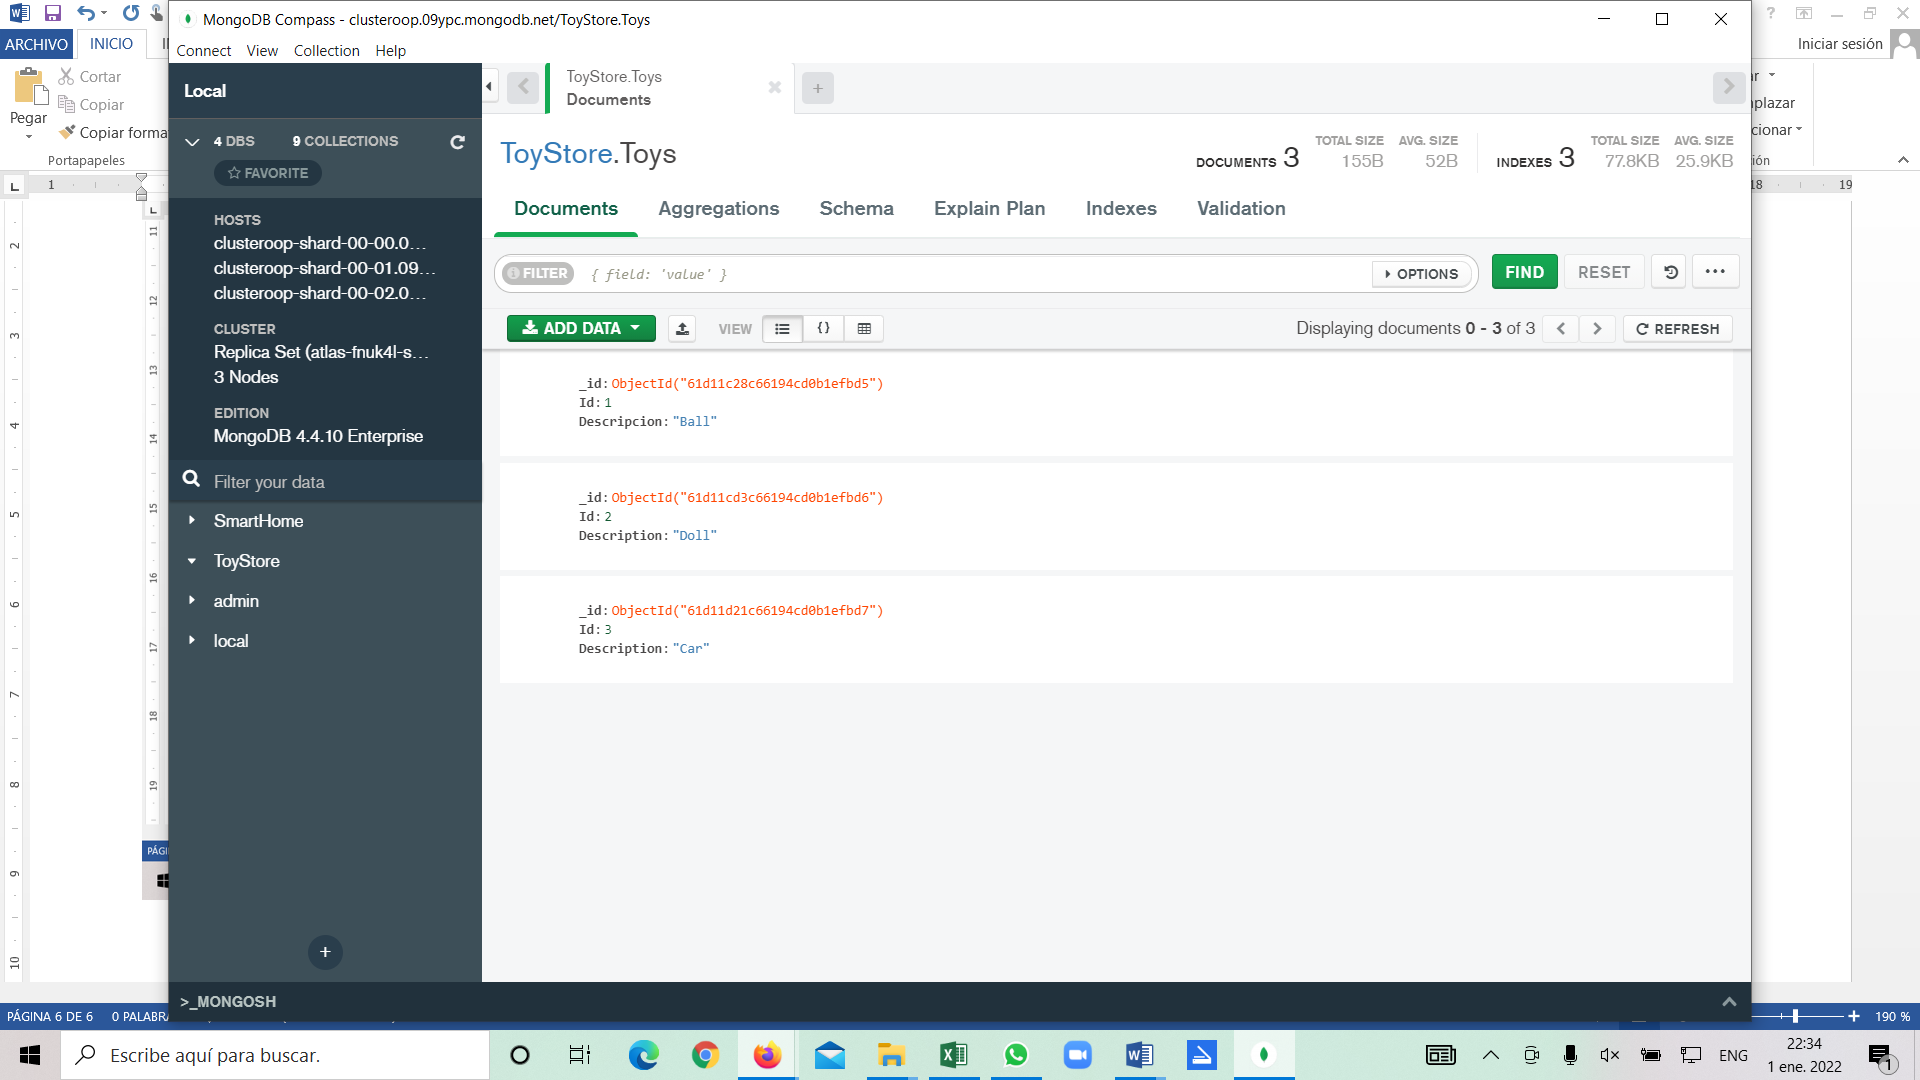 MongoDB Compass - clusteroop.09ypc.mongodb.net/ToyStore.Toys
ARCHIVO INICIO
Iniciar sesión
Connect View Collection Help
Cortar
Copiar
Copiar forma
Pegar
Portapapeles
mplazar
cionar
Local
4 DBS 9 COLLECTIONS
FAVORITE
HOSTS
clusteroop-shard-00-00.0...
clusteroop-shard-00-01.09...
clusteroop-shard-00-02.0...
CLUSTER
Replica Set (atlas-fnuk4l-s...
3 Nodes
EDITION
MongoDB 4.4.10 Enterprise
Filter your data
SmartHome
ToyStore
admin
local
+
ToyStore.Toys
Documents
+
ToyStore.Toys
DOCUMENTS 3 TOTAL SIZE 155B AVG. SIZE 52B
INDEXES 3 TOTAL SIZE 77.8KB AVG. SIZE 25.9KB
Documents Aggregations Schema Explain Plan Indexes Validation
FILTER { field: 'value' } OPTIONS FIND RESET ...
ADD DATA VIEW {} Displaying documents 0 - 3 of 3 REFRESH
_id: ObjectId("61d11c28c66194cd0b1efbd5")
Id: 1
Descripcion: "Ball"
_id: ObjectId("61d11cd3c66194cd0b1efbd6")
Id: 2
Description: "Doll"
_id: ObjectId("61d11d21c66194cd0b1efbd7")
Id: 3
Description: "Car"
>_MONGOSH
PÁGINA 6 DE 6 0 PALABRA
190 %
Escribe aquí para buscar.
ENG
22:34
1 ene. 2022
1